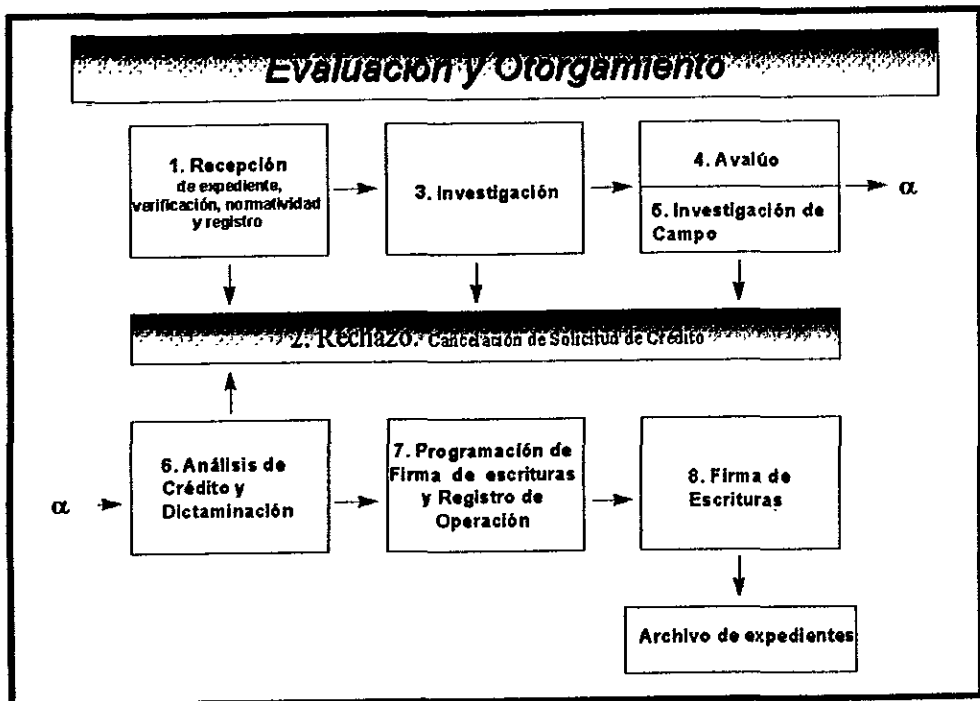 Evaluación y Otorgamiento
1. Recepción
de expediente,
verificación, normatividad
y registro
3. Investigación
4. Avalúo
5. Investigación de
Campo
α
2. Rechazo. Cancelación de Solicitud de Crédito
α
6. Análisis de
Crédito y
Dictaminación
7. Programación de
Firma de escrituras
y Registro de
Operación
8. Firma de
Escrituras
Archivo de expedientes